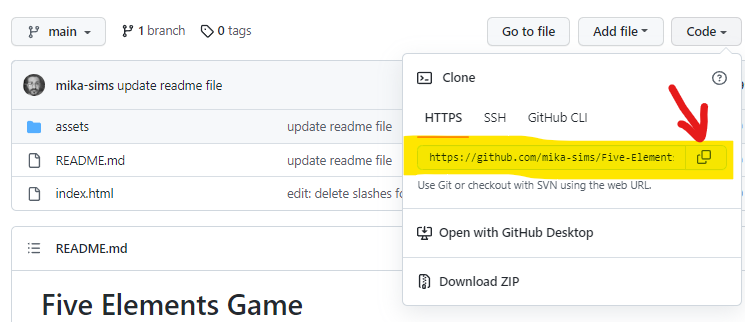 main 1 branch 0 tags Go to file Add file Code
mika-sims update readme file
Clone
HTTPS SSH GitHub CLI
assets update readme file
https://github.com/mika-sims/Five-Element
README.md update readme file
Use Git or checkout with SVN using the web URL.
index.html edit: delete slashes fo
Open with GitHub Desktop
README.md
Download ZIP
Five Elements Game